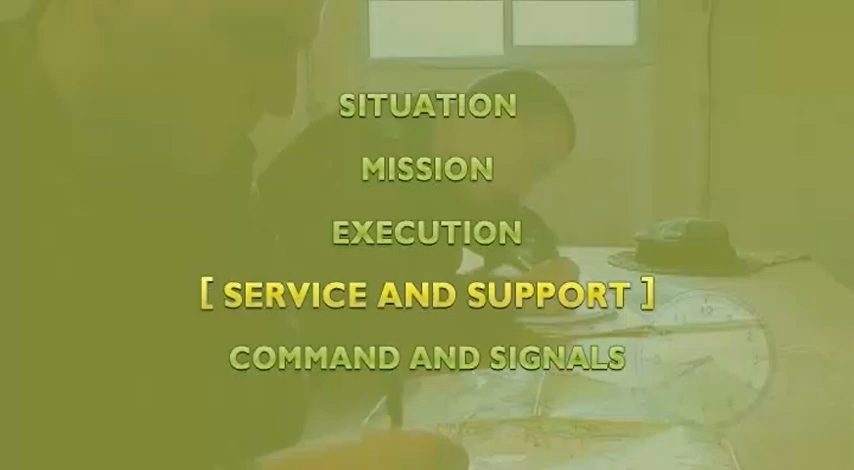 SITUATION
MISSION
EXECUTION
[ SERVICE AND SUPPORT ]
COMMAND AND SIGNALS